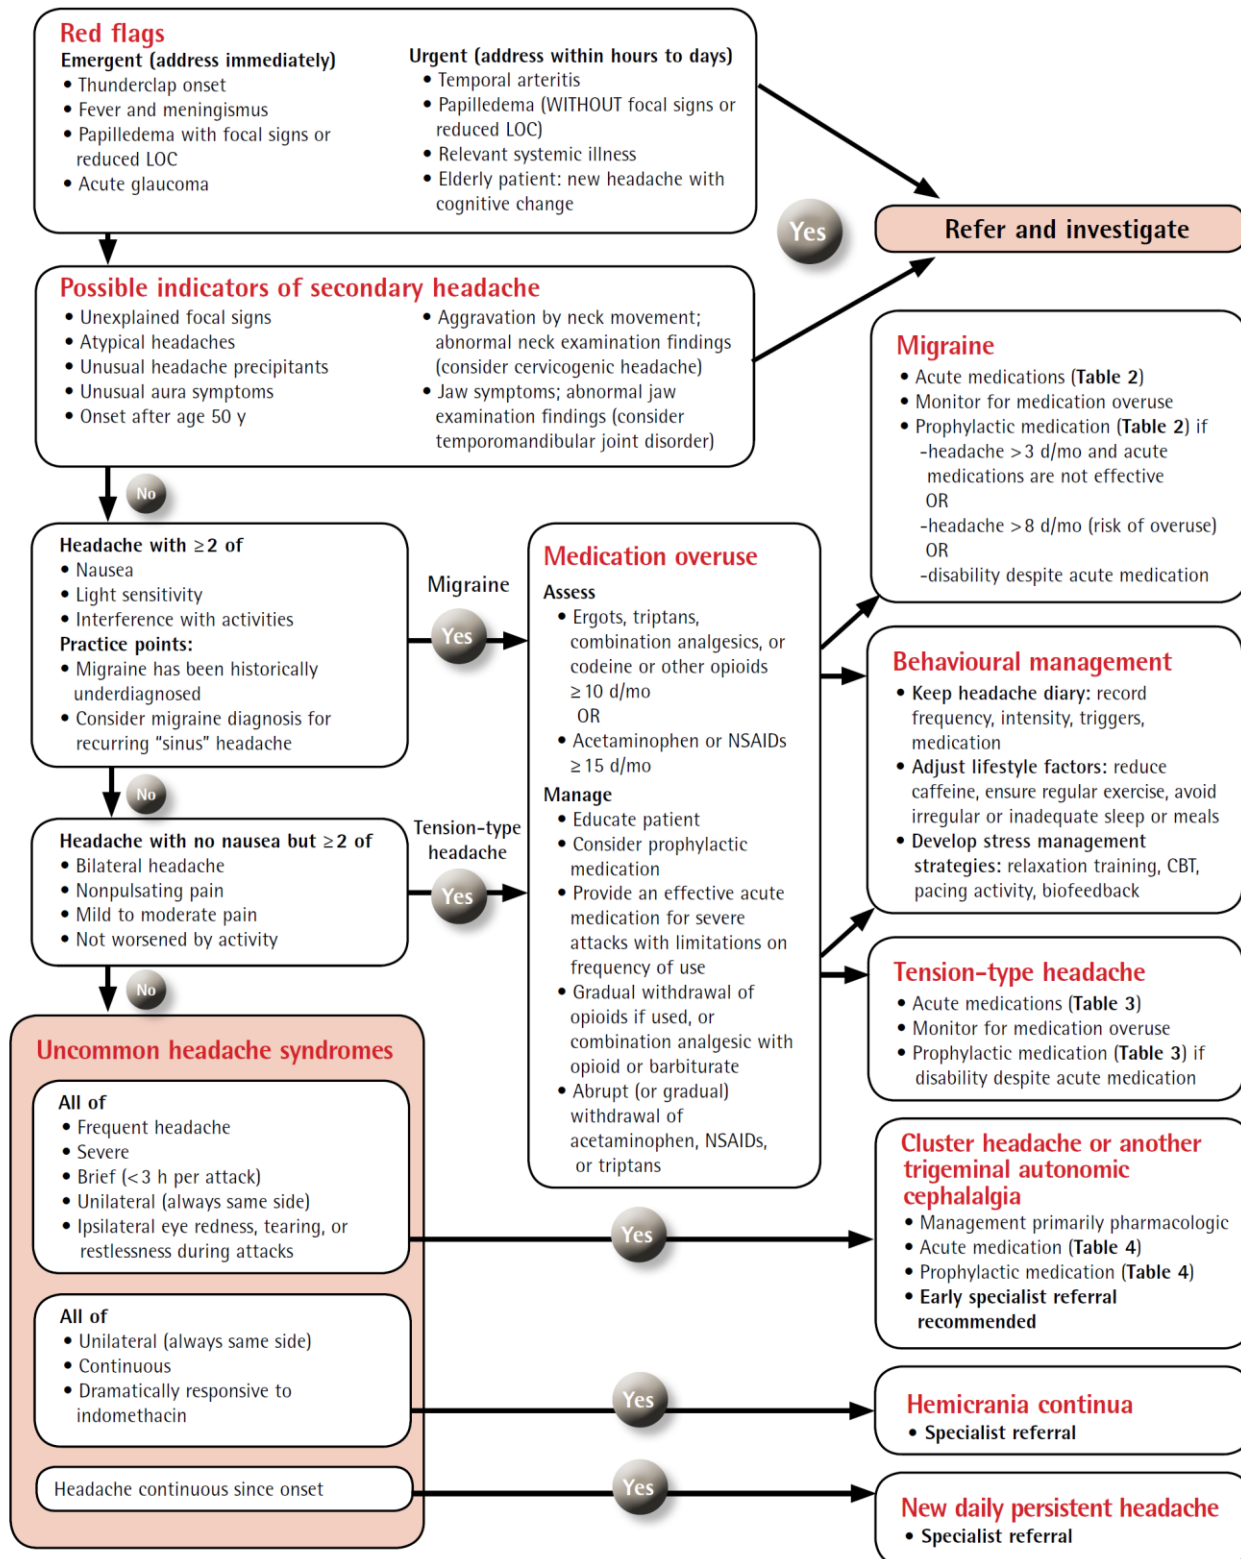 Red flags
Emergent (address immediately)
• Thunderclap onset
• Fever and meningismus
• Papilledema with focal signs or
reduced LOC
• Acute glaucoma
Urgent (address within hours to days)
• Temporal arteritis
• Papilledema (WITHOUT focal signs or
reduced LOC)
• Relevant systemic illness
• Elderly patient: new headache with
cognitive change
Yes
Refer and investigate
Possible indicators of secondary headache
• Unexplained focal signs
• Atypical headaches
• Unusual headache precipitants
• Unusual aura symptoms
• Onset after age 50 y
• Aggravation by neck movement;
abnormal neck examination findings
(consider cervicogenic headache)
• Jaw symptoms; abnormal jaw
examination findings (consider
temporomandibular joint disorder)
No
Headache with ≥2 of
• Nausea
• Light sensitivity
• Interference with activities
Practice points:
• Migraine has been historically
underdiagnosed
• Consider migraine diagnosis for
recurring "sinus" headache
Migraine
Yes
No
Headache with no nausea but ≥2 of
• Bilateral headache
• Nonpulsating pain
• Mild to moderate pain
• Not worsened by activity
Tension-type
headache
Yes
No
Medication overuse
Assess
• Ergots, triptans,
combination analgesics, or
codeine or other opioids
≥10 d/mo
OR
• Acetaminophen or NSAIDs
≥15 d/mo
Manage
• Educate patient
• Consider prophylactic
medication
• Provide an effective acute
medication for severe
attacks with limitations on
frequency of use
• Gradual withdrawal of
opioids if used, or
combination analgesic with
opioid or barbiturate
• Abrupt (or gradual)
withdrawal of
acetaminophen, NSAIDs,
or triptans
Migraine
• Acute medications (Table 2)
• Monitor for medication overuse
• Prophylactic medication (Table 2) if
-headache >3 d/mo and acute
medications are not effective
OR
-headache >8 d/mo (risk of overuse)
OR
-disability despite acute medication
Behavioural management
• Keep headache diary: record
frequency, intensity, triggers,
medication
• Adjust lifestyle factors: reduce
caffeine, ensure regular exercise, avoid
irregular or inadequate sleep or meals
• Develop stress management
strategies: relaxation training, CBT,
pacing activity, biofeedback
Tension-type headache
• Acute medications (Table 3)
• Monitor for medication overuse
• Prophylactic medication (Table 3) if
disability despite acute medication
Uncommon headache syndromes
All of
• Frequent headache
• Severe
• Brief (<3 h per attack)
• Unilateral (always same side)
• Ipsilateral eye redness, tearing, or
restlessness during attacks
Yes
Cluster headache or another
trigeminal autonomic
cephalalgia
• Management primarily pharmacologic
• Acute medication (Table 4)
• Prophylactic medication (Table 4)
• Early specialist referral
recommended
All of
• Unilateral (always same side)
• Continuous
• Dramatically responsive to
indomethacin
Yes
Hemicrania continua
• Specialist referral
Headache continuous since onset
Yes
New daily persistent headache
• Specialist referral